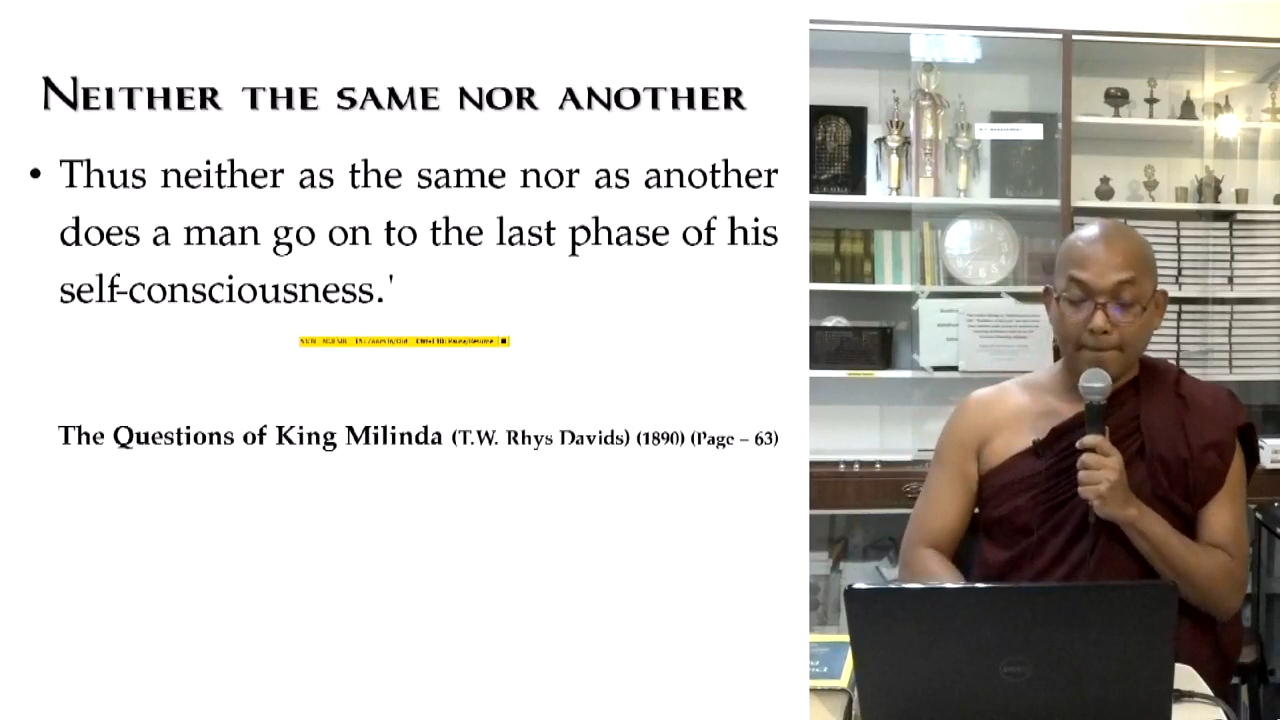 Neither the same nor another
• Thus neither as the same nor as another
does a man go on to the last phase of his
self-consciousness.'
The Questions of King Milinda (T.W. Rhys Davids) (1890) (Page – 63)
DELL